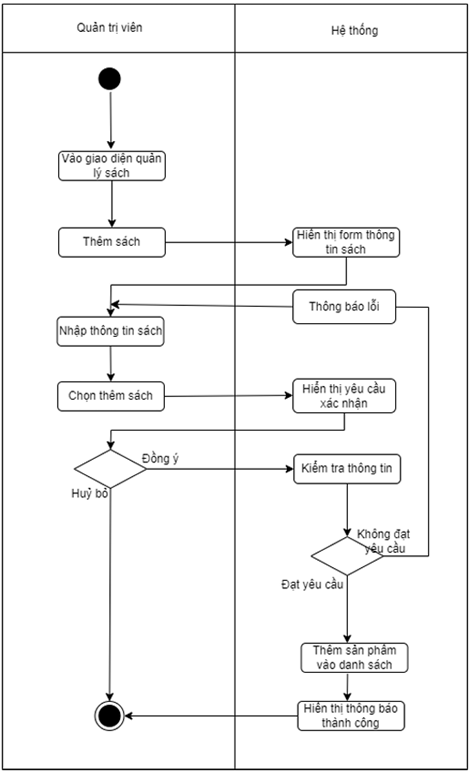 Quản trị viên
Hệ thống
Vào giao diện quản
lý sách
Thêm sách
Hiển thị form thông
tin sách
Thông báo lỗi
Nhập thông tin sách
Chọn thêm sách
Hiển thị yêu cầu
xác nhận
Đồng ý
Huỷ bỏ
Kiểm tra thông tin
Không đạt
yêu cầu
Đạt yêu cầu
Thêm sản phẩm
vào danh sách
Hiển thị thông báo
thành công